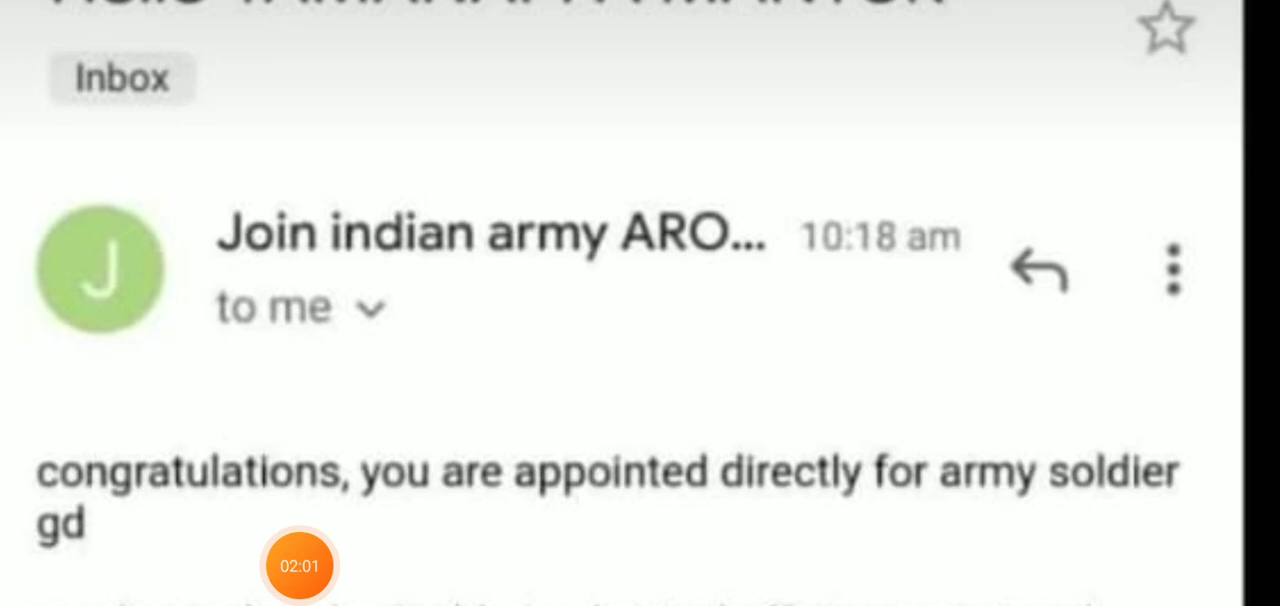 Inbox
Join indian army ARO... 10:18 am
to me
J
congratulations, you are appointed directly for army soldier
gd
02:01